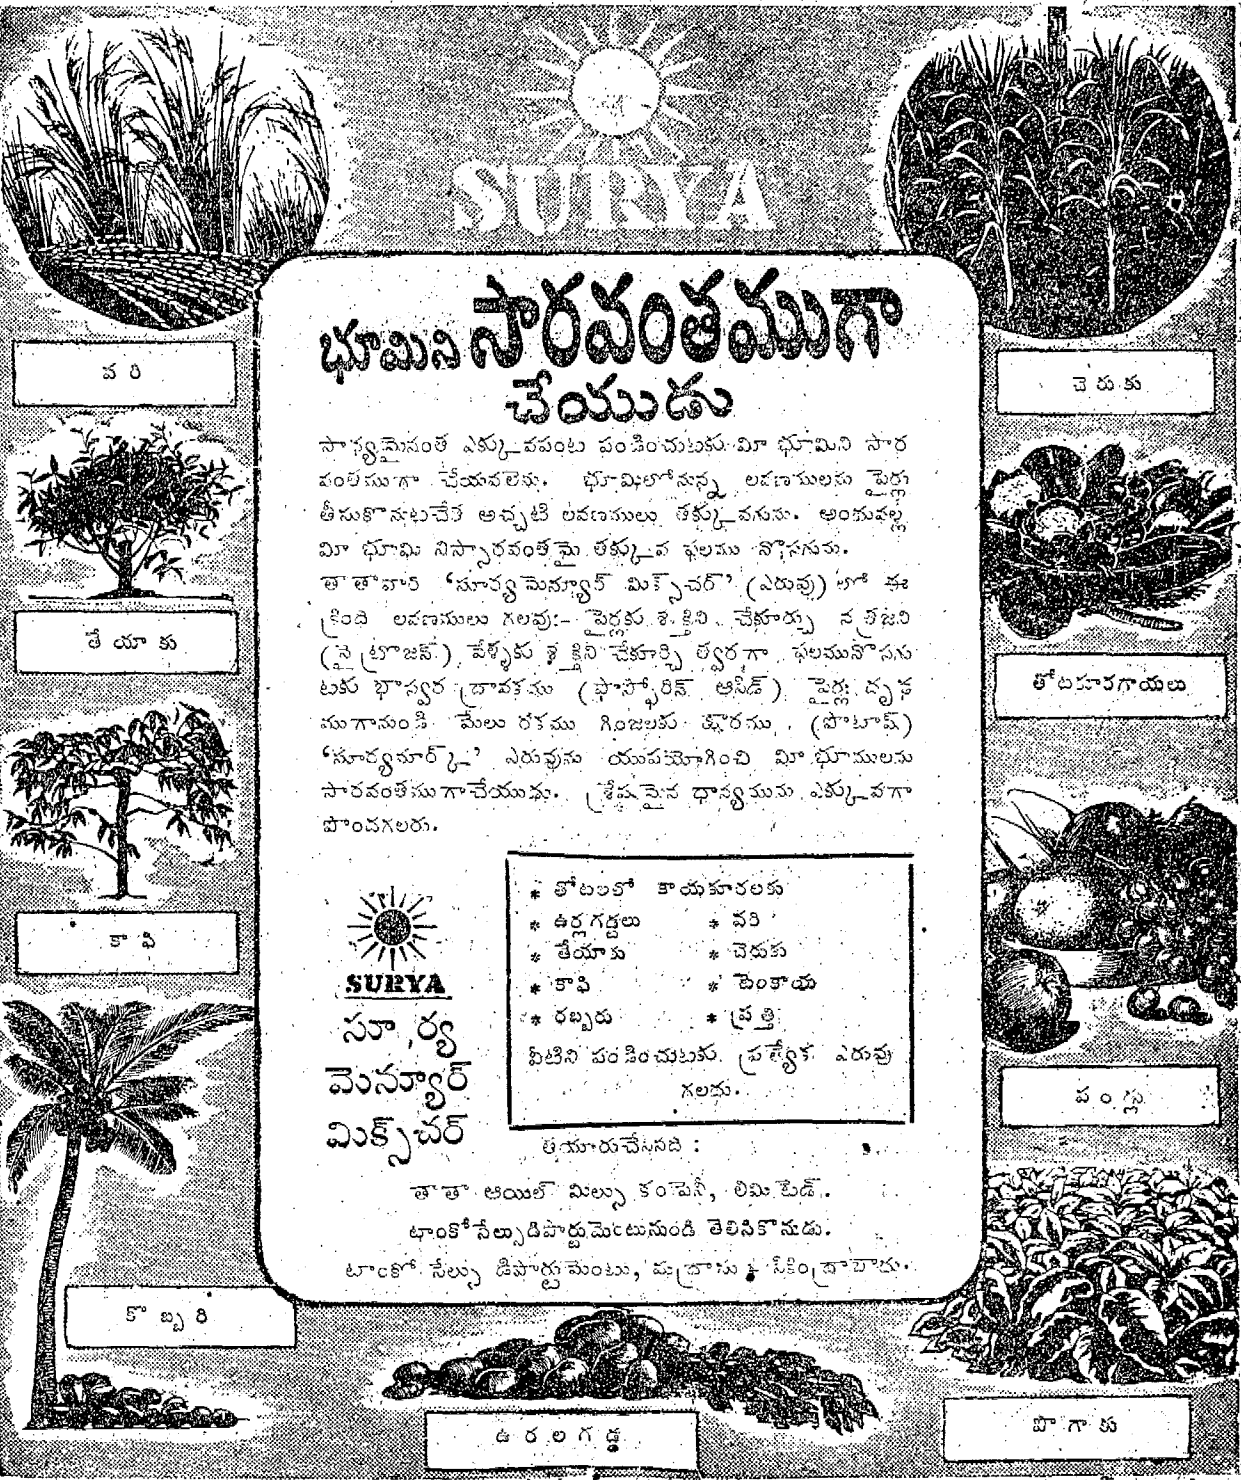 SURYA
భూమిని సారవంతముగా
చేయుడు
సాన్యమైనంత ఎక్కువపంట పండించుటకు మీ భూమిని సార
వంతముగా చేయవలెను. భూమిలోనున్న లవణములను పైర్లు
తీసుకొనుటచేత అచ్చటి లవణములు తక్కువగును. అందువల్ల
మీ భూమి నిస్సారవంతమై తక్కువ ఫలము నొసగును.
తాతావారి ‘సూర్య మెన్యూర్ మిక్స్చర్’ (ఎరువు) లో ఈ
క్రింది లవణములు గలవు:- పైర్లకు శక్తిని చేకూర్చు నత్రజని
(నైట్రొజన్) వేళ్ళకు శక్తిని చేకూర్చి త్వరగా ఫలమునొసగు
టకు భాస్వర ద్రావకము (ఫాస్ఫోరిక్ ఆసిడ్) పైర్లు దృఢ
ముగానుండి మేలు రకము గింజలకు క్షారము (పొటాష్)
‘సూర్యమార్క్’ ఎరువును యుపయోగించి మీ భూములను
సారవంతముగాచేయుడు. శ్రేష్ఠమైన ధాన్యమును ఎక్కువగా
పొందగలరు.
* తోటలలో కాయకూరలకు
* ఉర్లగడ్డలు * వరి
* తేయాకు * చెరుకు
* కాఫి * టెంకాయ
* రబ్బరు * ప్రత్తి
వీటిని పండించుటకు ప్రత్యేక ఎరువు
గలదు.
SURYA
సూర్య
మెన్యూర్
మిక్స్‌చర్
తయారుచేసినది :
తాతా ఆయిల్ మిల్సు కంపెనీ, లిమిటెడ్.
టాంకోసేల్సుడిపార్టుమెంటునుండి తెలిసికొనుడు.
టాంకో సేల్సు డిపార్టుమెంటు, మద్రాసు & సికింద్రాబాదు.
వరి
తేయాకు
కాఫి
కొబ్బరి
ఉరలగడ్డ
చెరుకు
తోటకూరగాయలు
పండ్లు
పొగాకు